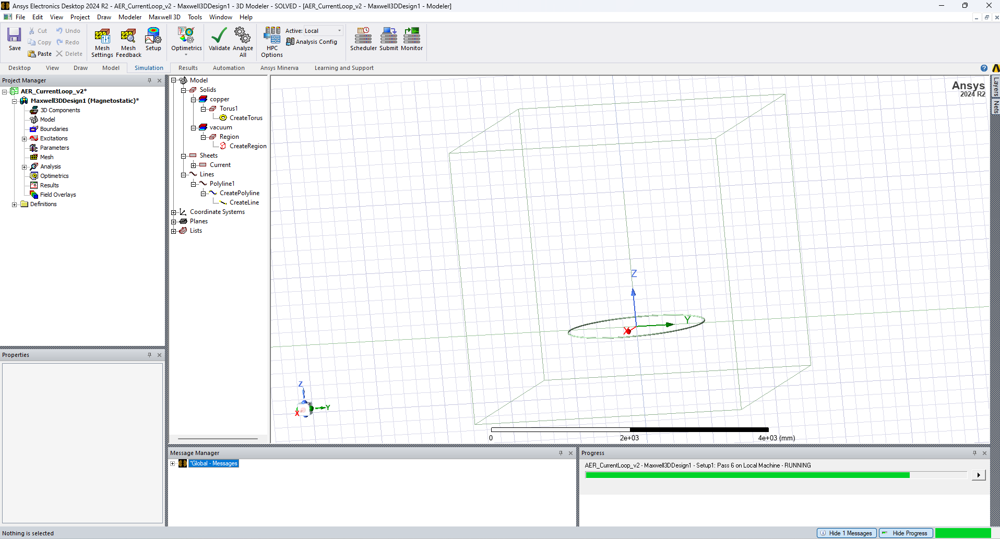 Ansys Electronics Desktop 2024 R2 - AER_CurrentLoop_v2 - Maxwell3DDesign1 - 3D Modeler - SOLVED - [AER_CurrentLoop_v2 - Maxwell3DDesign1 - Modeler]
File Edit View Project Draw Modeler Maxwell 3D Tools Window Help
Save
Cut
Copy
Paste
Undo
Redo
Delete
Mesh Settings
Mesh Feedback
Setup
Optimetrics
Validate
Analyze All
HPC Options
Active: Local
Analysis Config
Scheduler
Submit
Monitor
Desktop View Draw Model Simulation Results Automation Ansys Minerva Learning and Support
Project Manager
AER_CurrentLoop_v2*
Maxwell3DDesign1 (Magnetostatic)*
3D Components
Model
Boundaries
Excitations
Parameters
Mesh
Analysis
Optimetrics
Results
Field Overlays
Definitions
Properties
Model
Solids
copper
Torus1
CreateTorus
vacuum
Region
CreateRegion
Sheets
Current
Lines
Polyline1
CreatePolyline
CreateLine
Coordinate Systems
Planes
Lists
Ansys
2024 R2
Layers
Nets
Z
Y
X
Z
Y
X
0 2e+03 4e+03 (mm)
Message Manager
*Global - Messages
Progress
AER_CurrentLoop_v2 - Maxwell3DDesign1 - Setup1: Pass 6 on Local Machine - RUNNING
Nothing is selected
Hide 1 Messages
Hide Progress